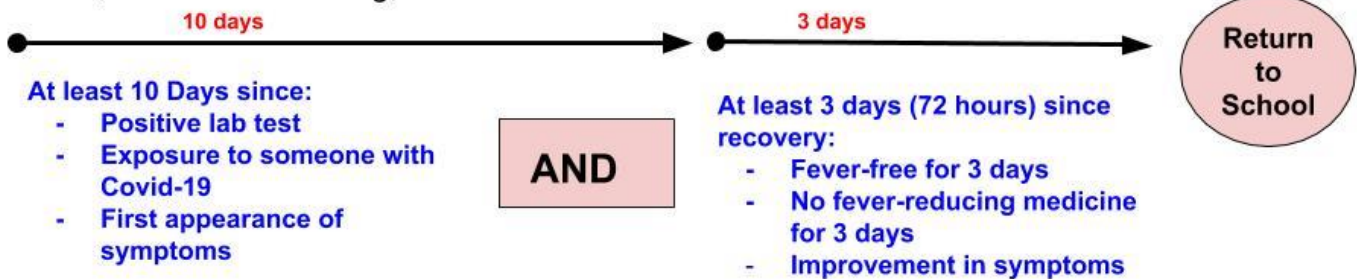 10 days
3 days
Return
to
School
At least 10 Days since:
- Positive lab test
- Exposure to someone with
Covid-19
- First appearance of
symptoms
AND
At least 3 days (72 hours) since
recovery:
- Fever-free for 3 days
- No fever-reducing medicine
for 3 days
- Improvement in symptoms